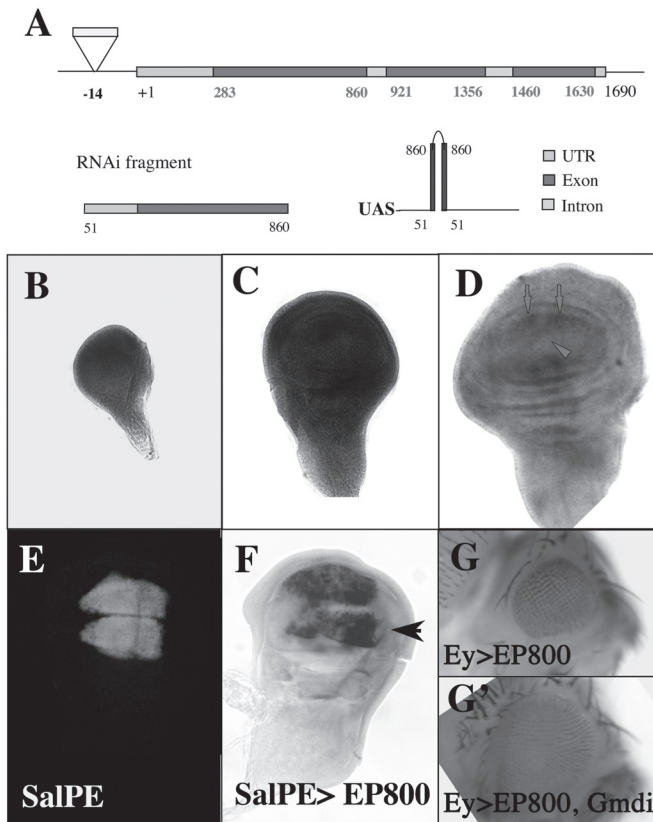 A
-14
+1
283
860
921
1356
1460
1630
1690
RNAi fragment
51
860
860
860
UAS
51
51
UTR
Exon
Intron
B
C
D
E
SalPE
F
SalPE> EP800
G
Ey>EP800
G'
Ey>EP800, Gmdi